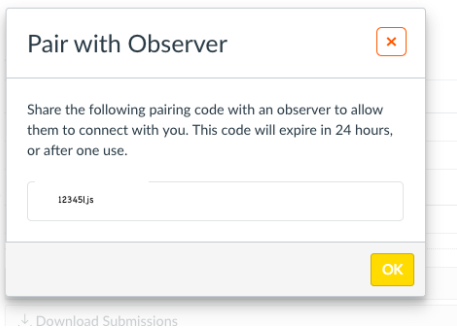 Pair with Observer
Share the following pairing code with an observer to allow
them to connect with you. This code will expire in 24 hours,
or after one use.
12345ljs
OK
Download Submissions